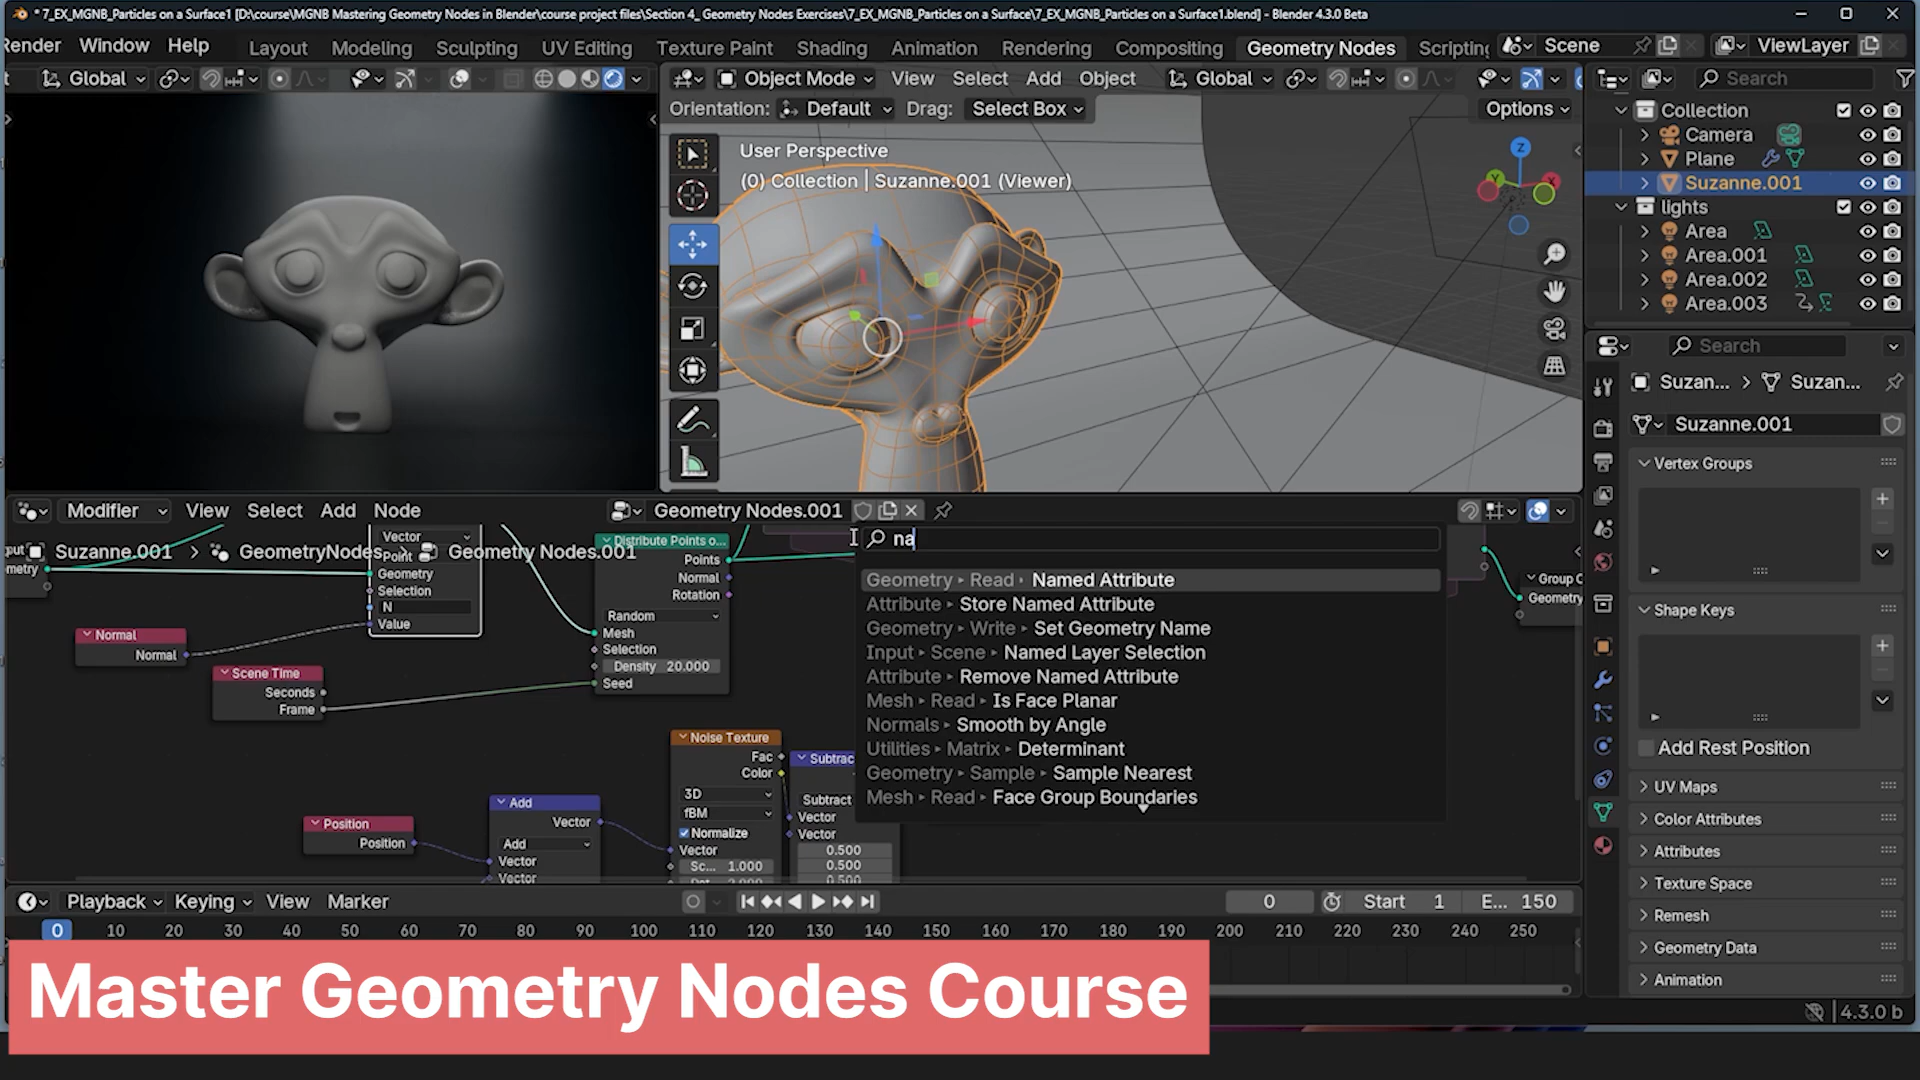 * 7_EX_MGNB_Particles on a Surface1 [D:\course\MGNB Mastering Geometry Nodes in Blender\course project files\Section 4_ Geometry Nodes Exercises\7_EX_MGNB_Particles on a Surface\7_EX_MGNB_Particles on a Surface1.blend] - Blender 4.3.0 Beta
Render Window Help Layout Modeling Sculpting UV Editing Texture Paint Shading Animation Rendering Compositing Geometry Nodes Scripting Scene ViewLayer
Global Object Mode View Select Add Object Global Search
Orientation: Default Drag: Select Box Options
User Perspective
(0) Collection | Suzanne.001 (Viewer)
Z
Y
X
Collection
Camera
Plane
Suzanne.001
lights
Area
Area.001
Area.002
Area.003
Search
Suzan... > Suzan...
Suzanne.001
Vertex Groups
Shape Keys
Add Rest Position
UV Maps
Color Attributes
Attributes
Texture Space
Remesh
Geometry Data
Animation
Modifier View Select Add Node Geometry Nodes.001
Suzanne.001 > GeometryNodes > Geometry Nodes.001
metry
Vector
Point
Geometry
Selection
N
Value
Normal
Normal
Scene Time
Seconds
Frame
Distribute Points o...
Points
Normal
Rotation
Random
Mesh
Selection
Density 20.000
Seed
na
Geometry ▸ Read ▸ Named Attribute
Attribute ▸ Store Named Attribute
Geometry ▸ Write ▸ Set Geometry Name
Input ▸ Scene ▸ Named Layer Selection
Attribute ▸ Remove Named Attribute
Mesh ▸ Read ▸ Is Face Planar
Normals ▸ Smooth by Angle
Utilities ▸ Matrix ▸ Determinant
Geometry ▸ Sample ▸ Sample Nearest
Mesh ▸ Read ▸ Face Group Boundaries
Group
Geometry
Position
Position
Add
Vector
Add
Vector
Vector
Noise Texture
Fac
Color
3D
fBM
Normalize
Vector
Sc... 1.000
Subtrac
Subtract
Vector
Vector
0.500
0.500
0.500
Playback Keying View Marker 0 Start 1 E... 150
0 10 20 30 40 50 60 70 80 90 100 110 120 130 140 150 160 170 180 190 200 210 220 230 240 250
Master Geometry Nodes Course
4.3.0 b